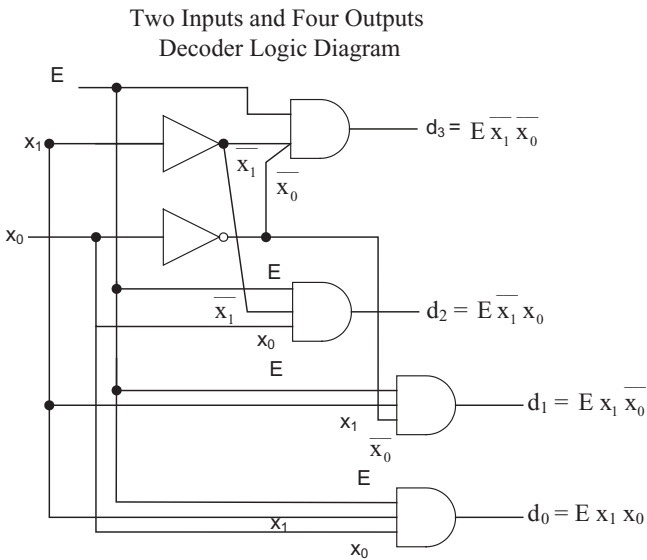 Two Inputs and Four Outputs
Decoder Logic Diagram
E
x₁
d₃ = E x̅₁ x̅₀
x̅₁
x̅₀
x₀
E
x̅₁
d₂ = E x̅₁ x₀
x₀
E
d₁ = E x₁ x̅₀
x₁
x̅₀
E
d₀ = E x₁ x₀
x₁
x₀